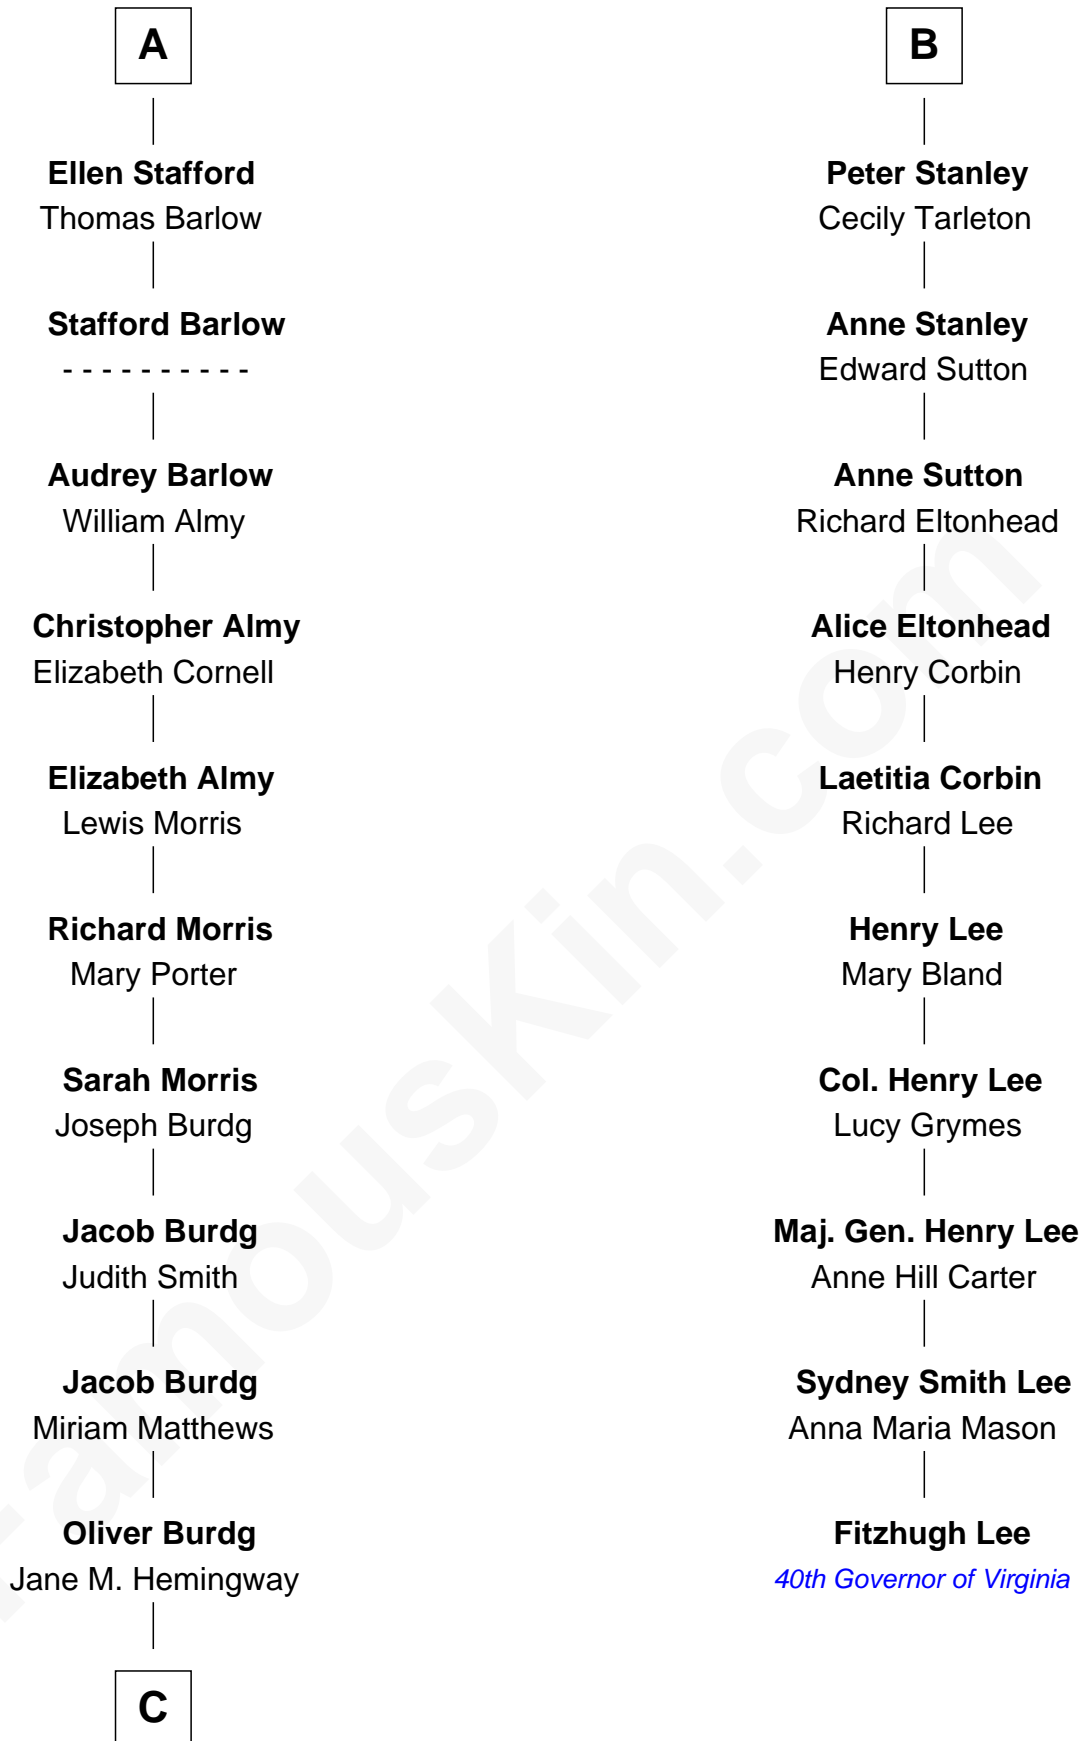 A
Ellen Stafford
Thomas Barlow
Stafford Barlow
- - - - - - - - - -
Audrey Barlow
William Almy
Christopher Almy
Elizabeth Cornell
Elizabeth Almy
Lewis Morris
Richard Morris
Mary Porter
Sarah Morris
Joseph Burdg
Jacob Burdg
Judith Smith
Jacob Burdg
Miriam Matthews
Oliver Burdg
Jane M. Hemingway
C
B
Peter Stanley
Cecily Tarleton
Anne Stanley
Edward Sutton
Anne Sutton
Richard Eltonhead
Alice Eltonhead
Henry Corbin
Laetitia Corbin
Richard Lee
Henry Lee
Mary Bland
Col. Henry Lee
Lucy Grymes
Maj. Gen. Henry Lee
Anne Hill Carter
Sydney Smith Lee
Anna Maria Mason
Fitzhugh Lee
40th Governor of Virginia
FamousKin.com